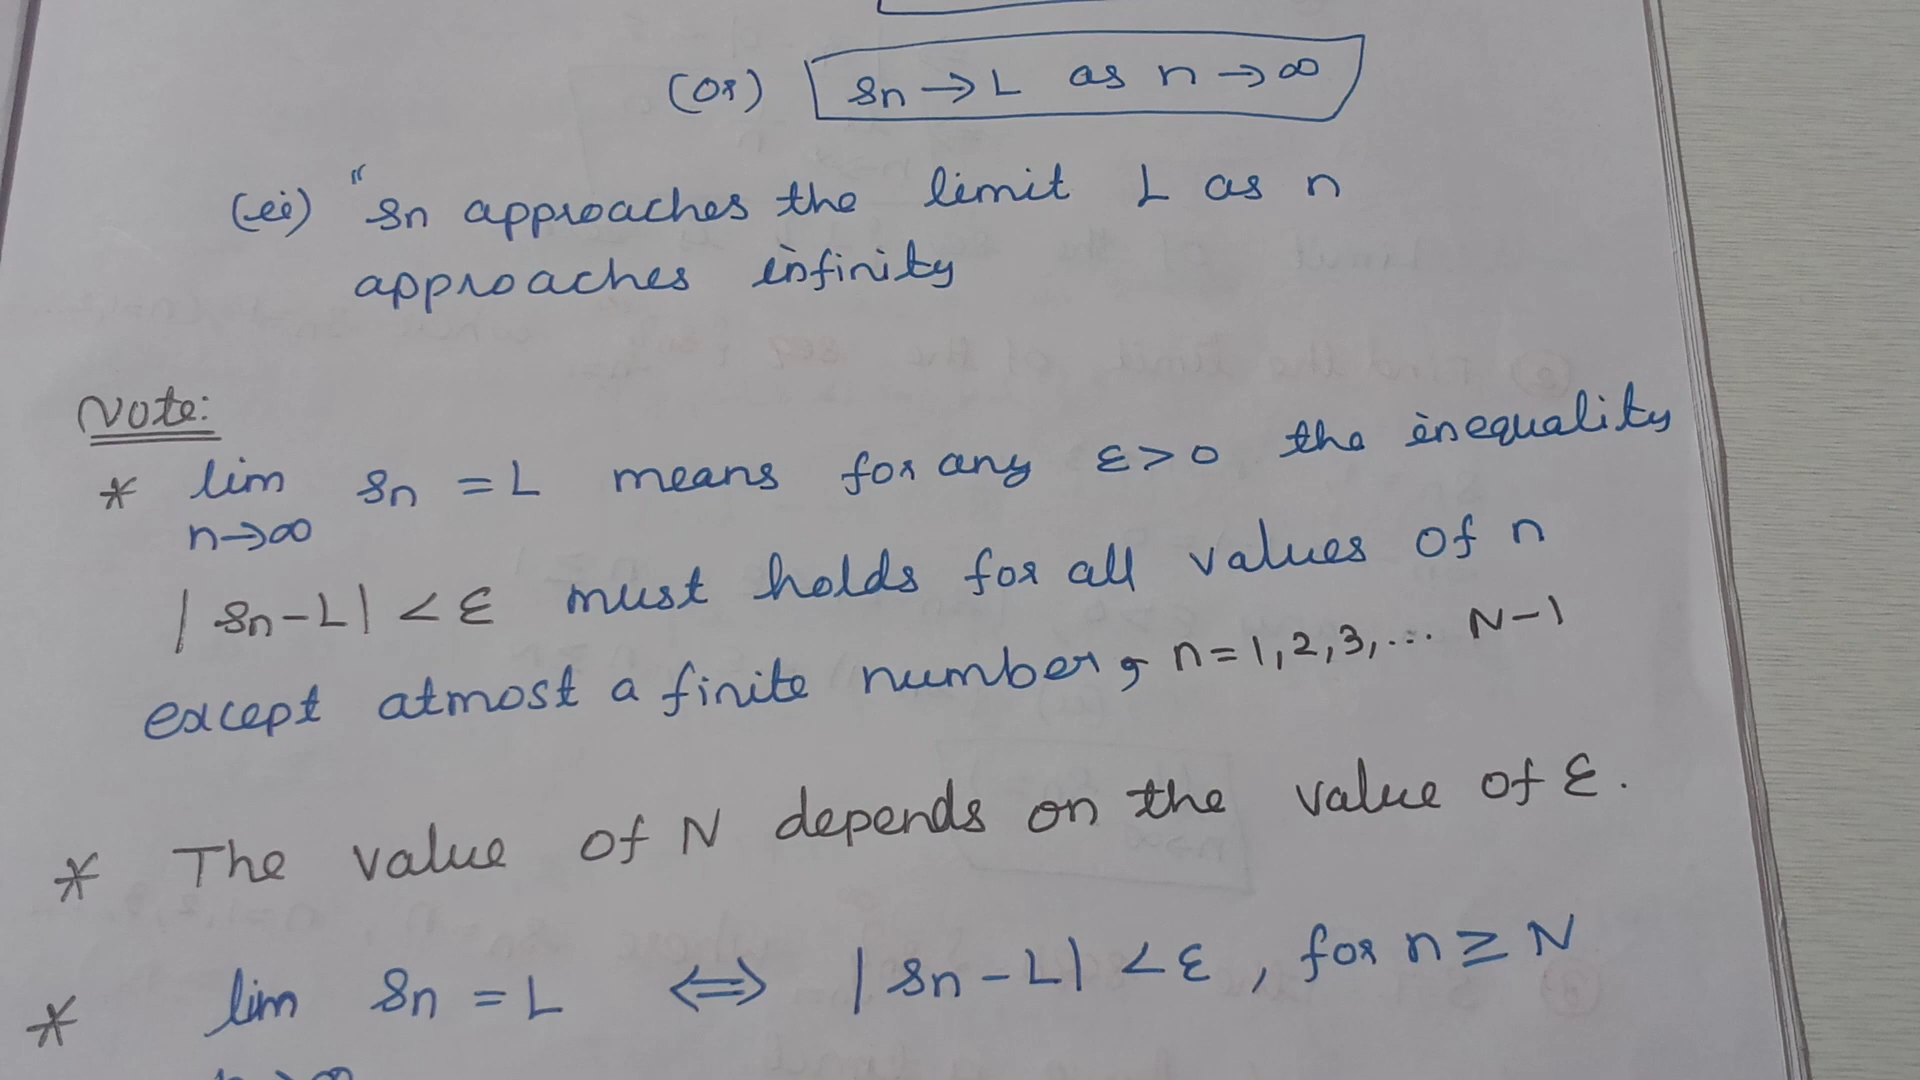 (or) sn → L as n → ∞
(ii) "sn approaches the limit L as n
approaches infinity
Note:
* lim sn = L means for any ε > 0 the inequality
n→∞
|sn - L| < ε must holds for all values of n
except atmost a finite number, n = 1, 2, 3, ... N-1
* The value of N depends on the value of ε.
* lim sn = L ⟺ |sn - L| < ε, for n ≥ N